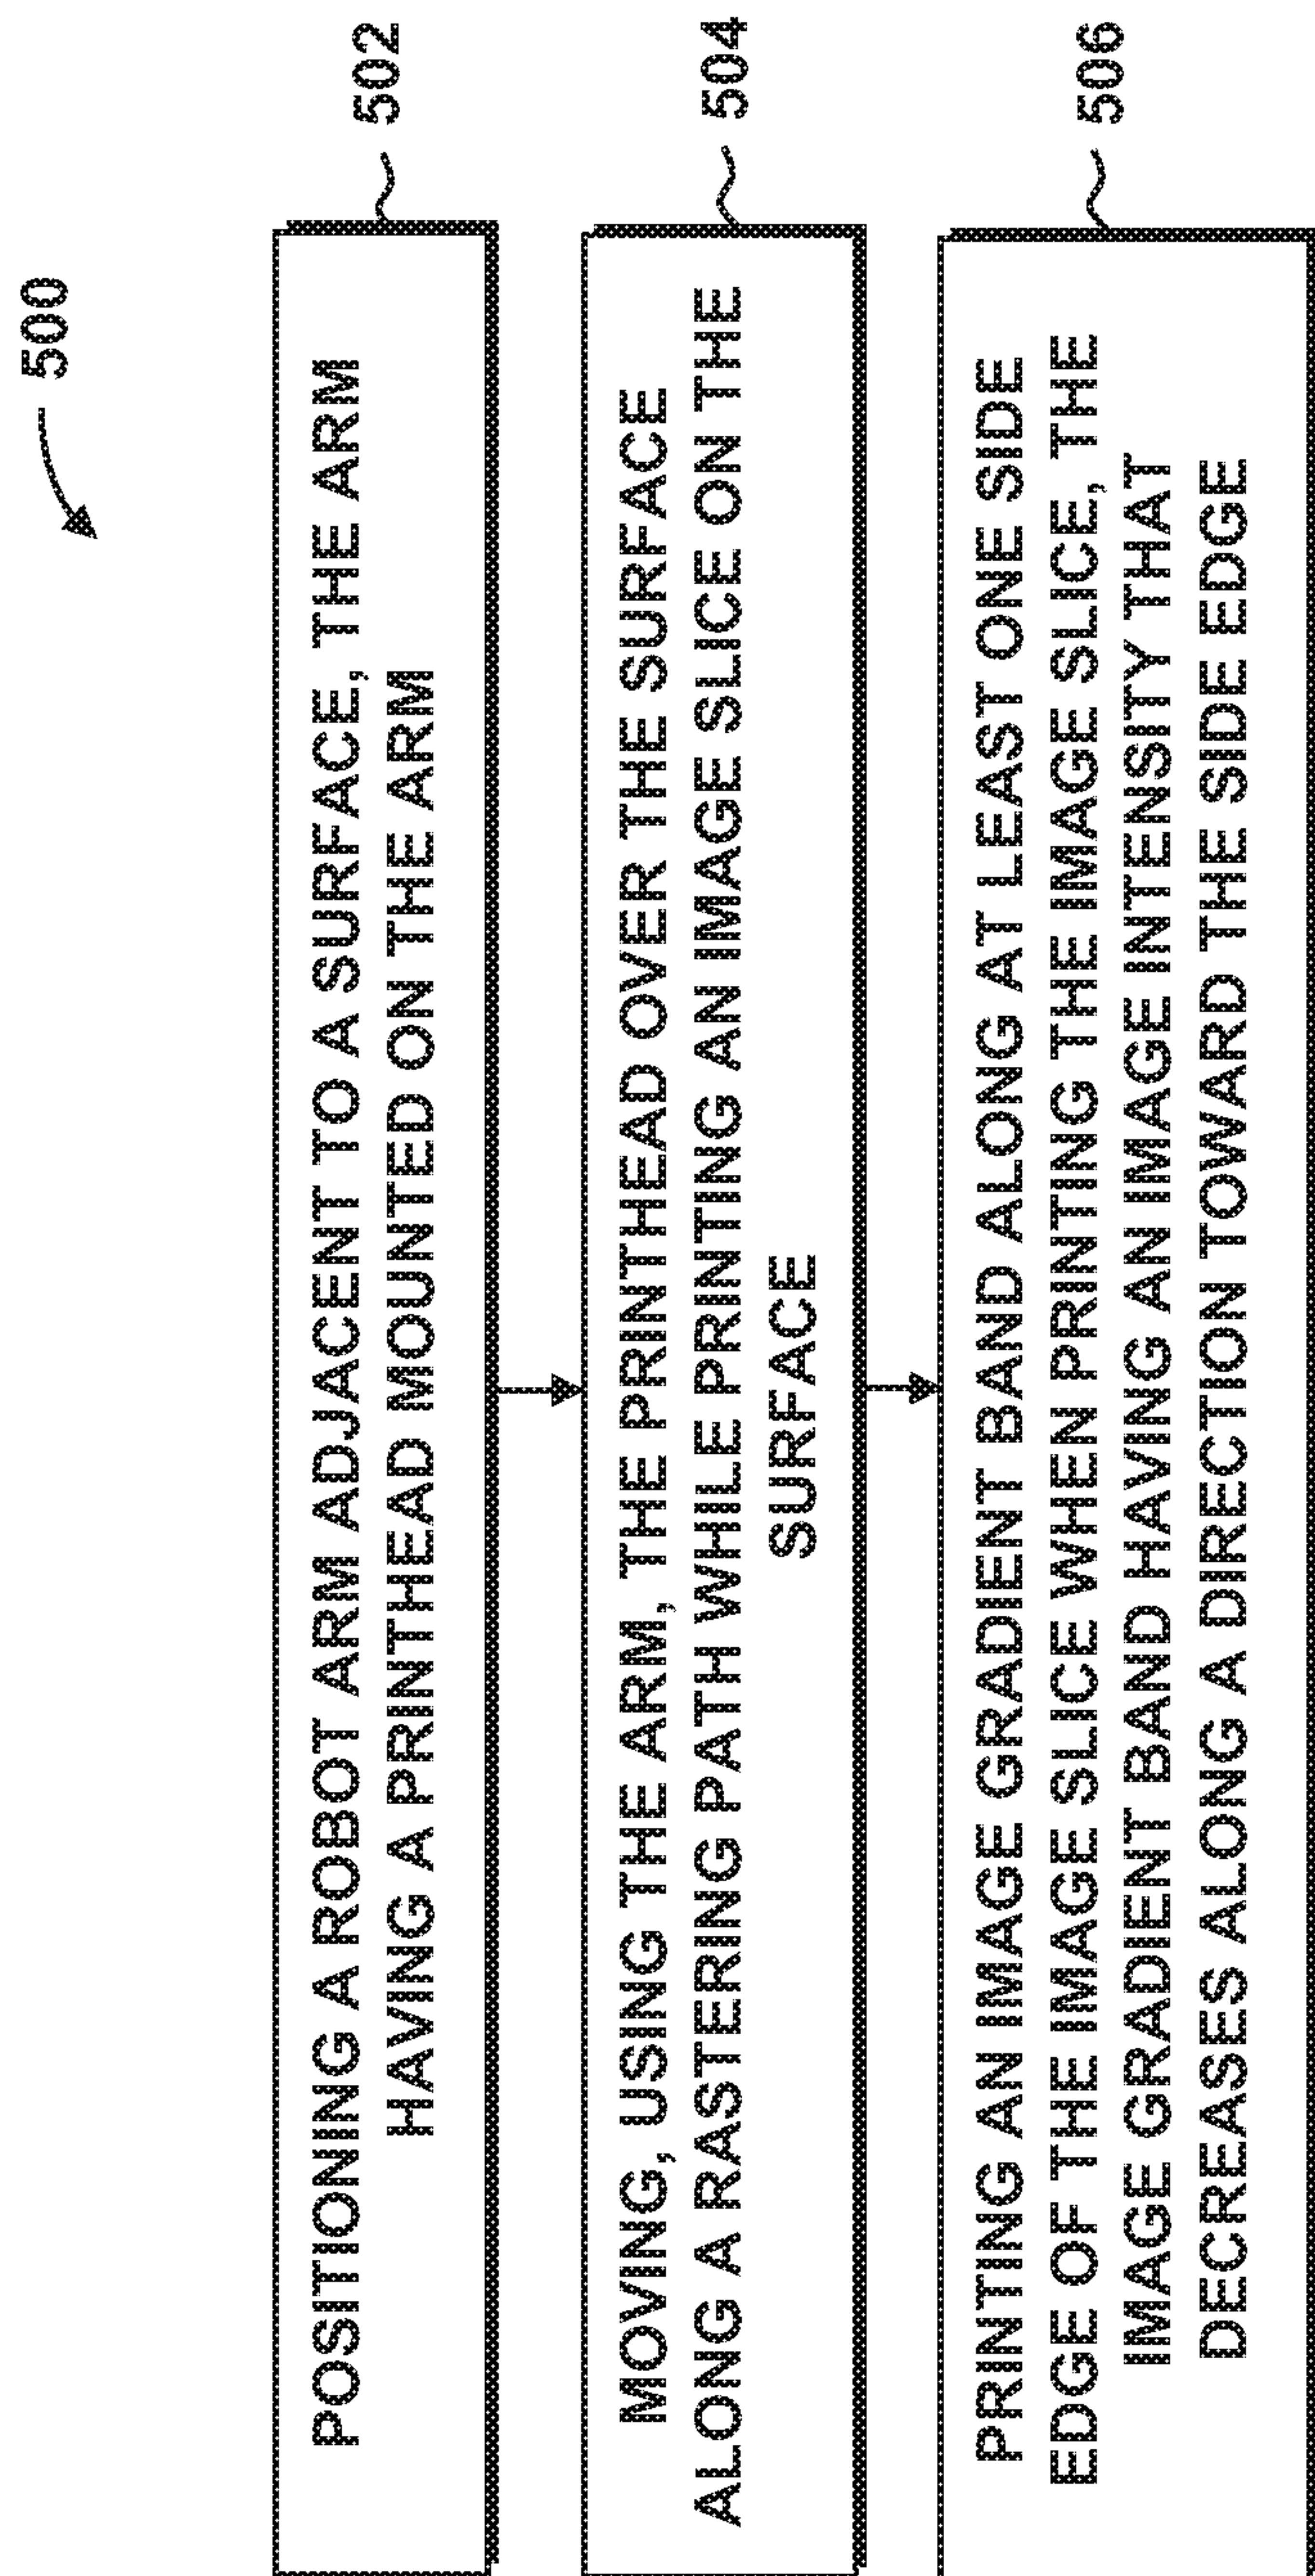 500
POSITIONING A ROBOT ARM ADJACENT TO A SURFACE, THE ARM
HAVING A PRINTHEAD MOUNTED ON THE ARM
502
MOVING, USING THE ARM, THE PRINTHEAD OVER THE SURFACE
ALONG A RASTERING PATH WHILE PRINTING AN IMAGE SLICE ON THE
SURFACE
504
PRINTING AN IMAGE GRADIENT BAND ALONG AT LEAST ONE SIDE
EDGE OF THE IMAGE SLICE WHEN PRINTING THE IMAGE SLICE, THE
IMAGE GRADIENT BAND HAVING AN IMAGE INTENSITY THAT
DECREASES ALONG A DIRECTION TOWARD THE SIDE EDGE
506